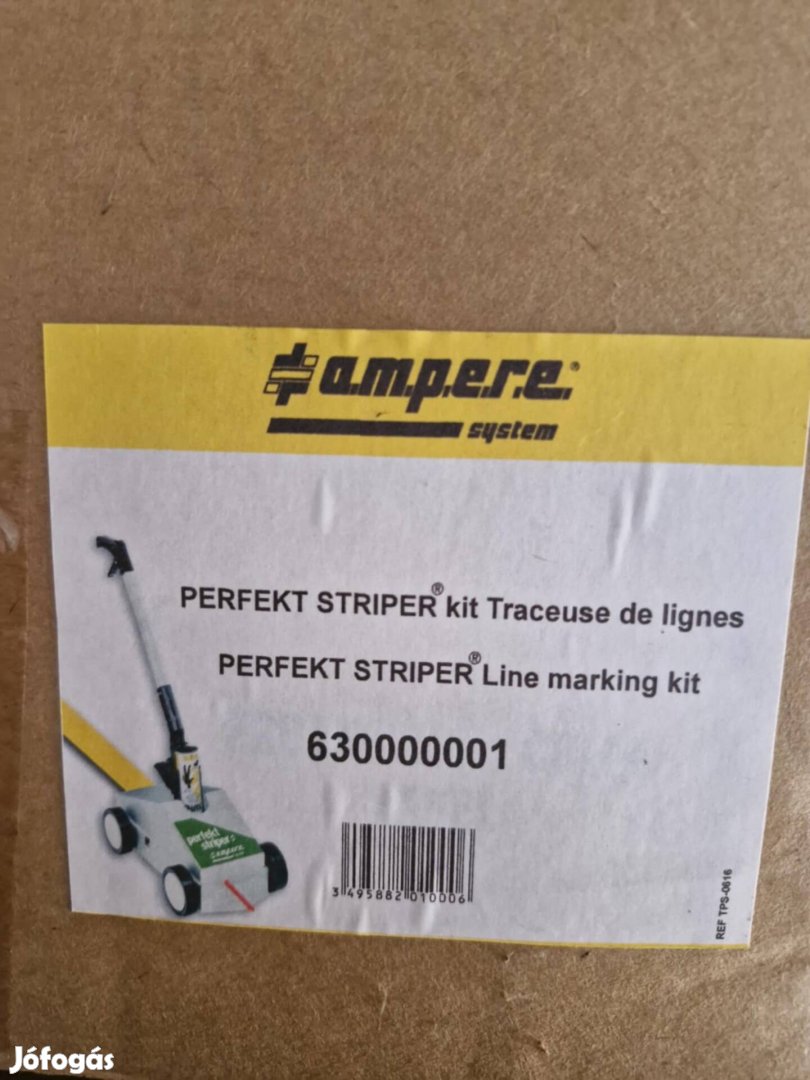 a.m.p.e.r.e.®
system
PERFEKT STRIPER® kit Traceuse de lignes
PERFEKT STRIPER® Line marking kit
630000001
perfekt
striper
3 495882 010006
REF TPS-0616
Jófogás